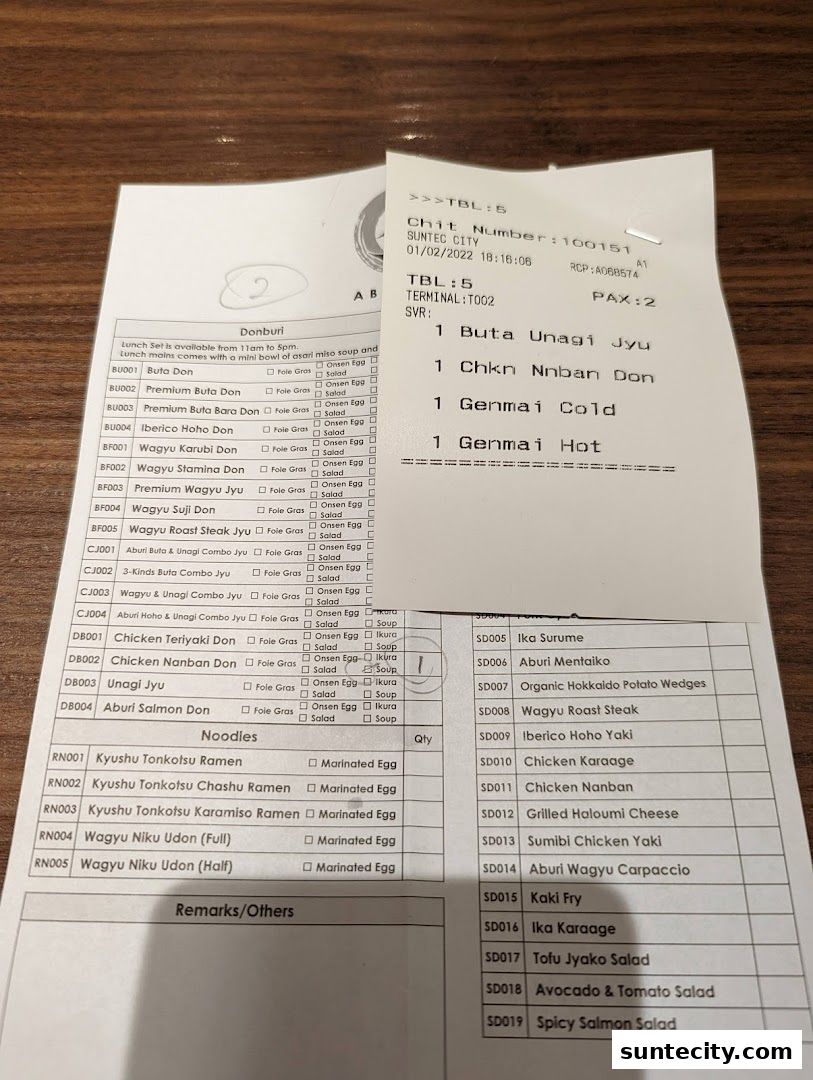 >>>TBL:5
Chit Number:100151
SUNTEC CITY A1
01/02/2022 18:16:06 RCP:A068574
TBL:5 PAX:2
TERMINAL:T002
SVR:
1 Buta Unagi Jyu
1 Chkn Nnban Don
1 Genmai Cold
1 Genmai Hot
2
A B
Donburi
Lunch Set is available from 11am to 5pm.
Lunch mains comes with a mini bowl of asari miso soup and
BU001 Buta Don Foie Gras Onsen Egg Salad
BU002 Premium Buta Don Foie Gras Onsen Egg Salad
BU003 Premium Buta Bara Don Foie Gras Onsen Egg Salad
BU004 Iberico Hoho Don Foie Gras Onsen Egg Salad
BF001 Wagyu Karubi Don Foie Gras Onsen Egg Salad
BF002 Wagyu Stamina Don Foie Gras Onsen Egg Salad
BF003 Premium Wagyu Jyu Foie Gras Onsen Egg Salad
BF004 Wagyu Suji Don Foie Gras Onsen Egg Salad
BF005 Wagyu Roast Steak Jyu Foie Gras Onsen Egg Salad
CJ001 Aburi Buta & Unagi Combo Jyu Foie Gras Onsen Egg Salad
CJ002 3-Kinds Buta Combo Jyu Foie Gras Onsen Egg Salad
CJ003 Wagyu & Unagi Combo Jyu Foie Gras Onsen Egg Salad
CJ004 Aburi Hoho & Unagi Combo Jyu Foie Gras Onsen Egg Ikura Salad Soup
DB001 Chicken Teriyaki Don Foie Gras Onsen Egg Ikura Salad Soup
DB002 Chicken Nanban Don Foie Gras Onsen Egg Ikura Salad Soup 1
DB003 Unagi Jyu Foie Gras Onsen Egg Ikura Salad Soup
DB004 Aburi Salmon Don Foie Gras Onsen Egg Ikura Salad Soup
Noodles Qty
RN001 Kyushu Tonkotsu Ramen Marinated Egg
RN002 Kyushu Tonkotsu Chashu Ramen Marinated Egg
RN003 Kyushu Tonkotsu Karamiso Ramen Marinated Egg
RN004 Wagyu Niku Udon (Full) Marinated Egg
RN005 Wagyu Niku Udon (Half) Marinated Egg
Remarks/Others
SD005 Ika Surume
SD006 Aburi Mentaiko
SD007 Organic Hokkaido Potato Wedges
SD008 Wagyu Roast Steak
SD009 Iberico Hoho Yaki
SD010 Chicken Karaage
SD011 Chicken Nanban
SD012 Grilled Haloumi Cheese
SD013 Sumibi Chicken Yaki
SD014 Aburi Wagyu Carpaccio
SD015 Kaki Fry
SD016 Ika Karaage
SD017 Tofu Jyako Salad
SD018 Avocado & Tomato Salad
SD019 Spicy Salmon Salad
suntecity.com